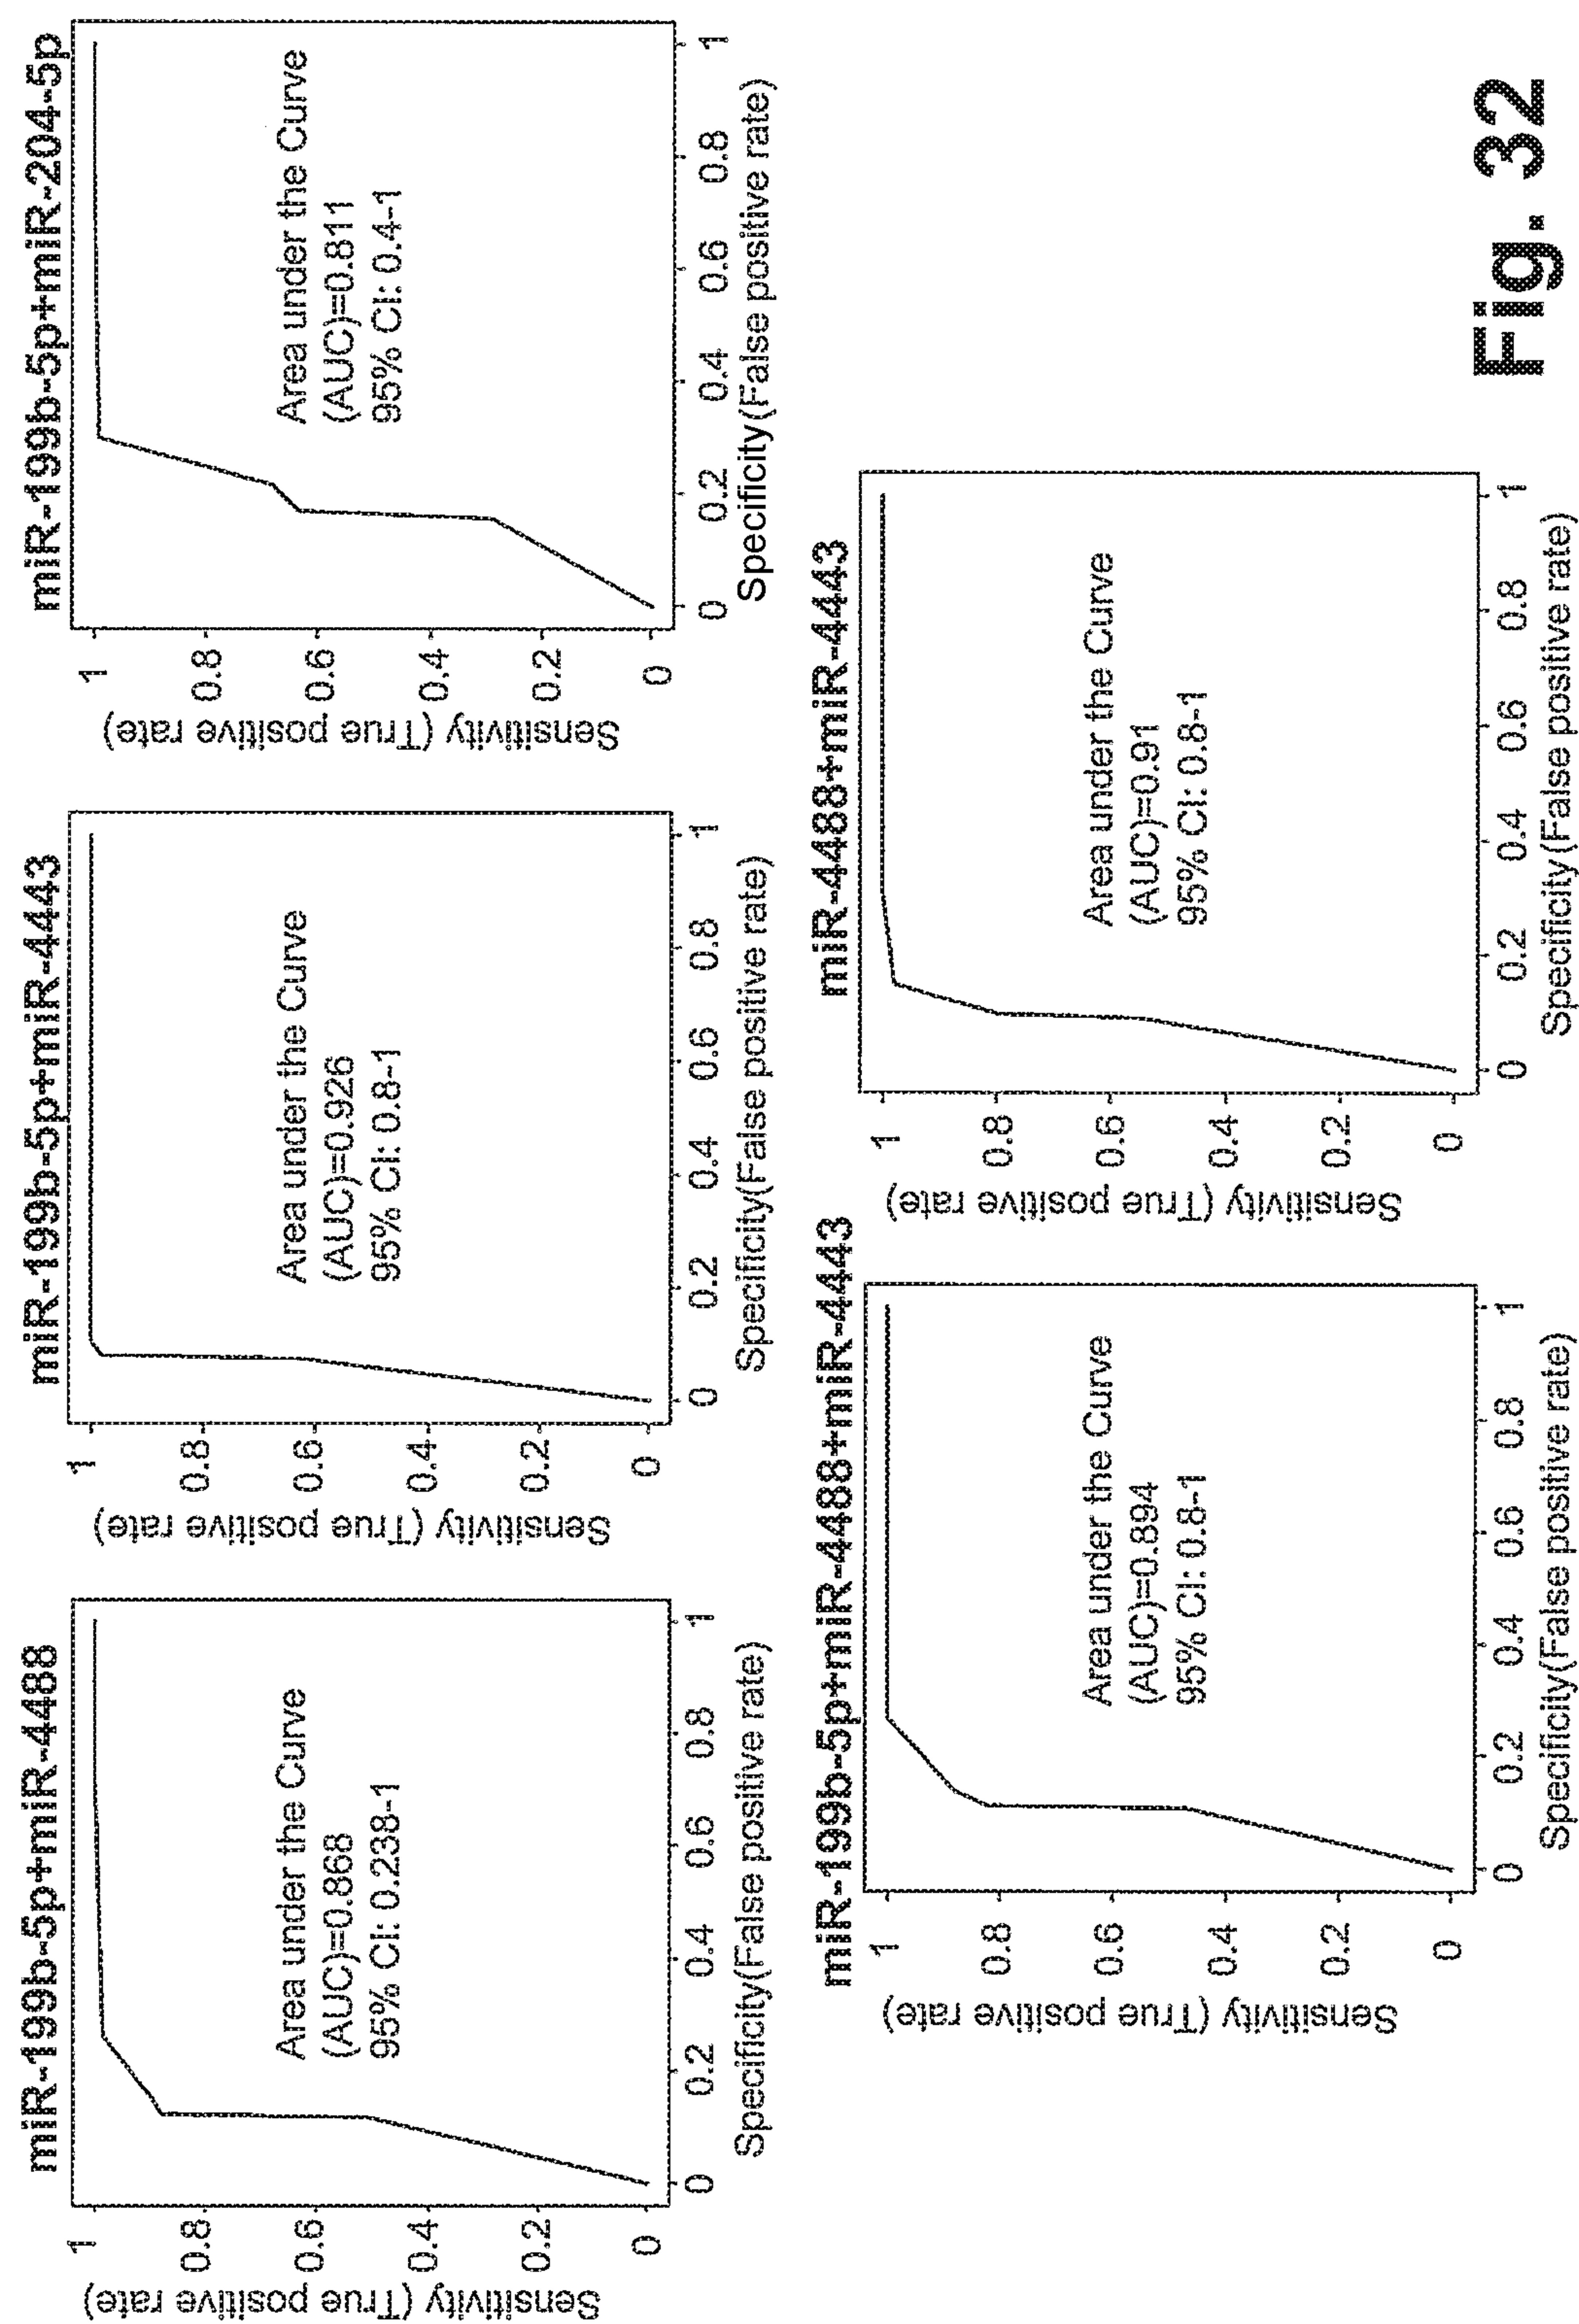 miR-199b-5p+miR-4488
Sensitivity (True positive rate)
1
0.8
0.6
0.4
0.2
0
Area under the Curve
(AUC)=0.868
95% CI: 0.238-1
0 0.2 0.4 0.6 0.8 1
Specificity(False positive rate)
miR-199b-5p+miR-4443
Sensitivity (True positive rate)
1
0.8
0.6
0.4
0.2
0
Area under the Curve
(AUC)=0.926
95% CI: 0.8-1
0 0.2 0.4 0.6 0.8 1
Specificity(False positive rate)
miR-199b-5p+miR-204-5p
Sensitivity (True positive rate)
1
0.8
0.6
0.4
0.2
0
Area under the Curve
(AUC)=0.811
95% CI: 0.4-1
0 0.2 0.4 0.6 0.8 1
Specificity(False positive rate)
miR-199b-5p+miR-4488+miR-4443
Sensitivity (True positive rate)
1
0.8
0.6
0.4
0.2
0
Area under the Curve
(AUC)=0.894
95% CI: 0.8-1
0 0.2 0.4 0.6 0.8 1
Specificity(False positive rate)
miR-4488+miR-4443
Sensitivity (True positive rate)
1
0.8
0.6
0.4
0.2
0
Area under the Curve
(AUC)=0.91
95% CI: 0.8-1
0 0.2 0.4 0.6 0.8 1
Specificity(False positive rate)
Fig. 32